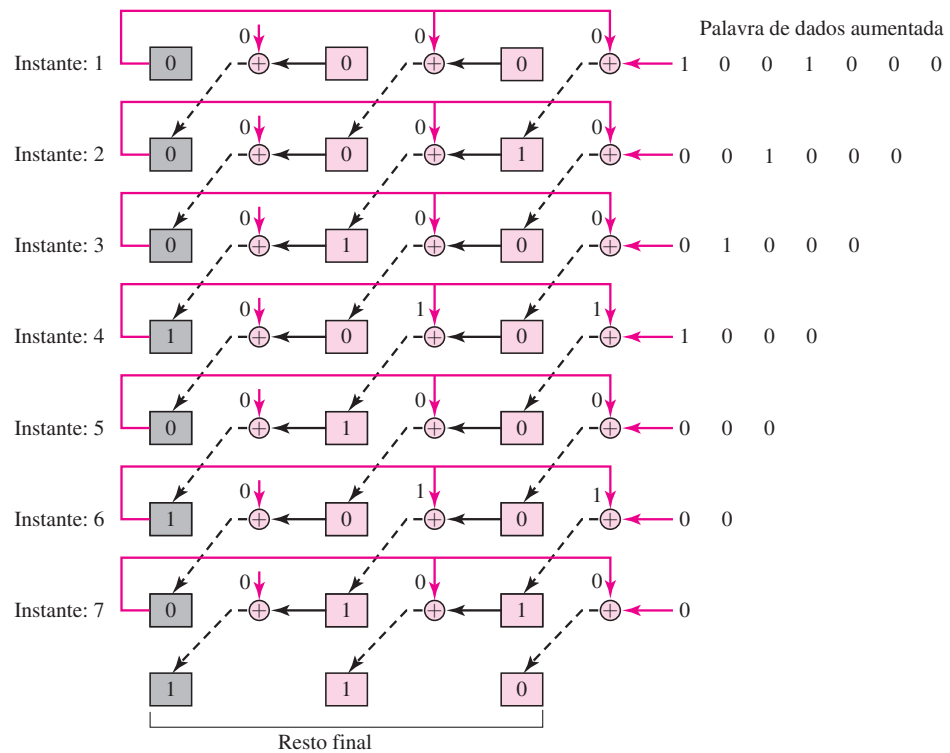 Palavra de dados aumentada
0 0 0
Instante: 1 0 0 0 1 0 0 1 0 0 0
0 0 0
Instante: 2 0 0 1 0 0 1 0 0 0
0 0 0
Instante: 3 0 1 0 0 1 0 0 0
0 1 1
Instante: 4 1 0 0 1 0 0 0
0 0 0
Instante: 5 0 1 0 0 0 0
0 1 1
Instante: 6 1 0 0 0 0
0 0 0
Instante: 7 0 1 1 0
1 1 0
Resto final